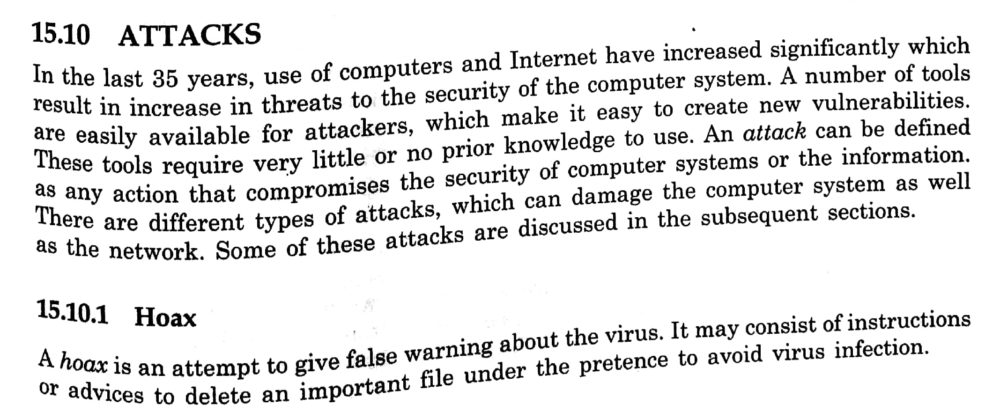 15.10 ATTACKS
In the last 35 years, use of computers and Internet have increased significantly which
result in increase in threats to the security of the computer system. A number of tools
are easily available for attackers, which make it easy to create new vulnerabilities.
These tools require very little or no prior knowledge to use. An attack can be defined
as any action that compromises the security of computer systems or the information.
There are different types of attacks, which can damage the computer system as well
as the network. Some of these attacks are discussed in the subsequent sections.
15.10.1 Hoax
A hoax is an attempt to give false warning about the virus. It may consist of instructions
or advices to delete an important file under the pretence to avoid virus infection.